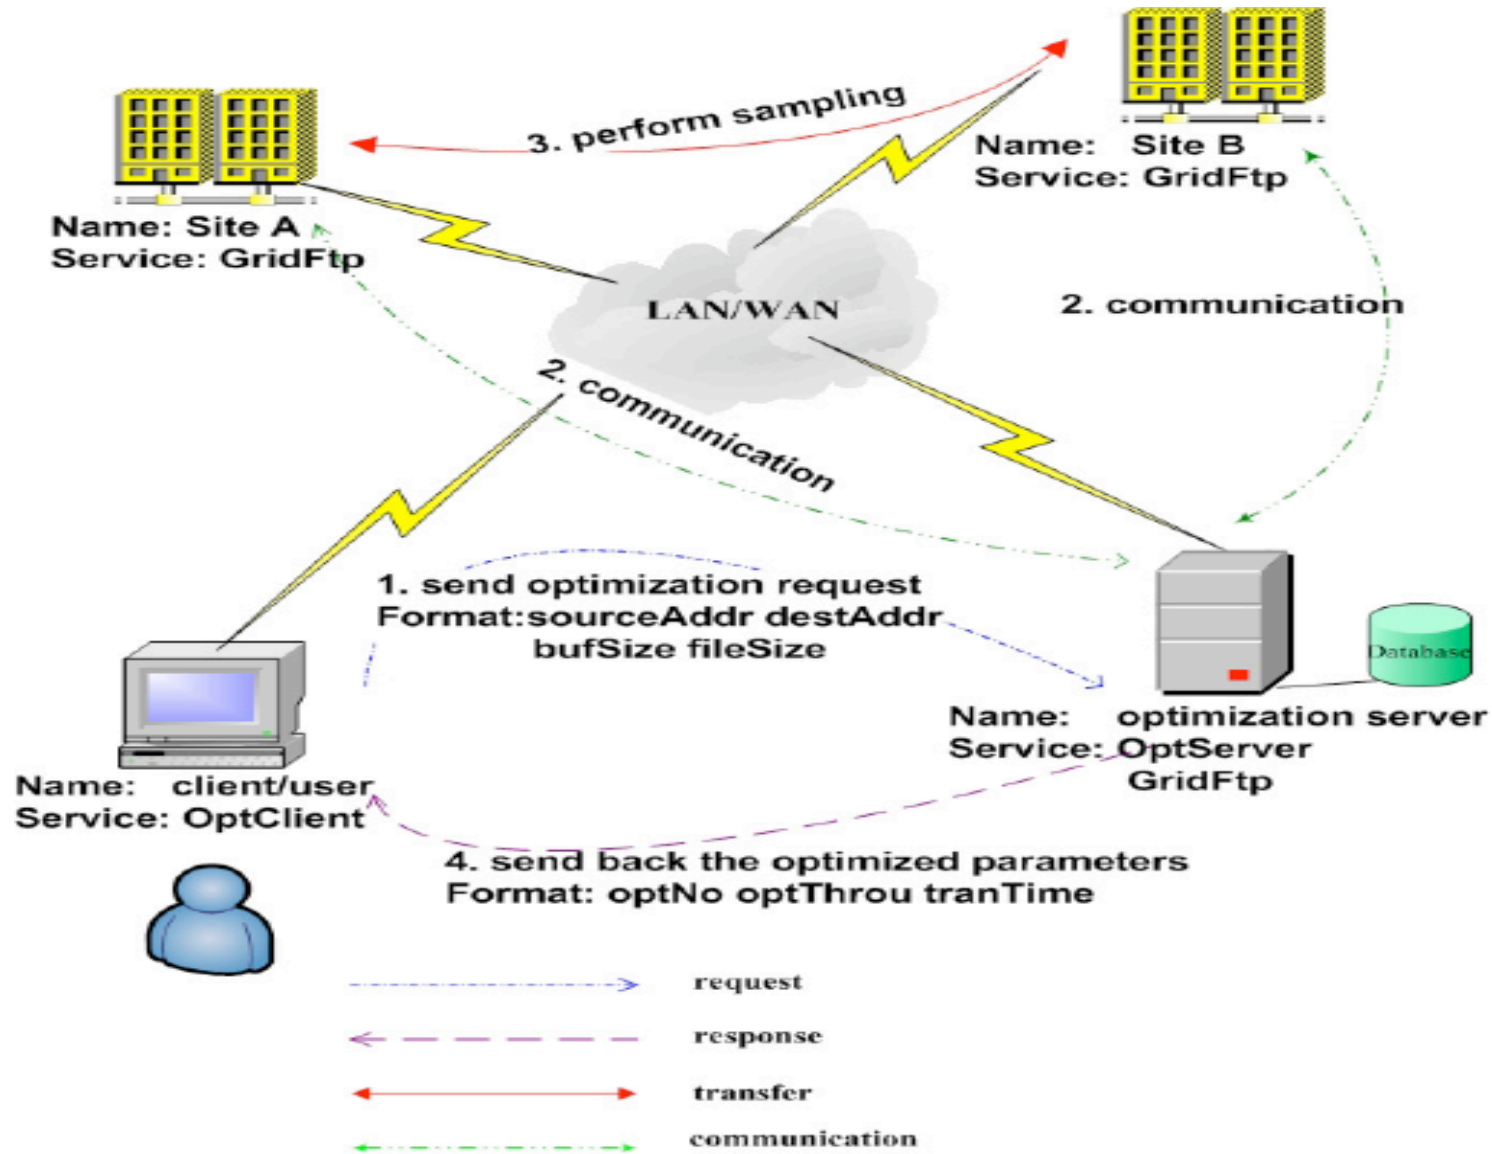 3. perform sampling
Name: Site B
Service: GridFtp
Name: Site A
Service: GridFtp
LAN/WAN
2. communication
2. communication
1. send optimization request
Format:sourceAddr destAddr
bufSize fileSize
Database
Name: optimization server
Service: OptServer
GridFtp
Name: client/user
Service: OptClient
4. send back the optimized parameters
Format: optNo optThrou tranTime
request
response
transfer
communication